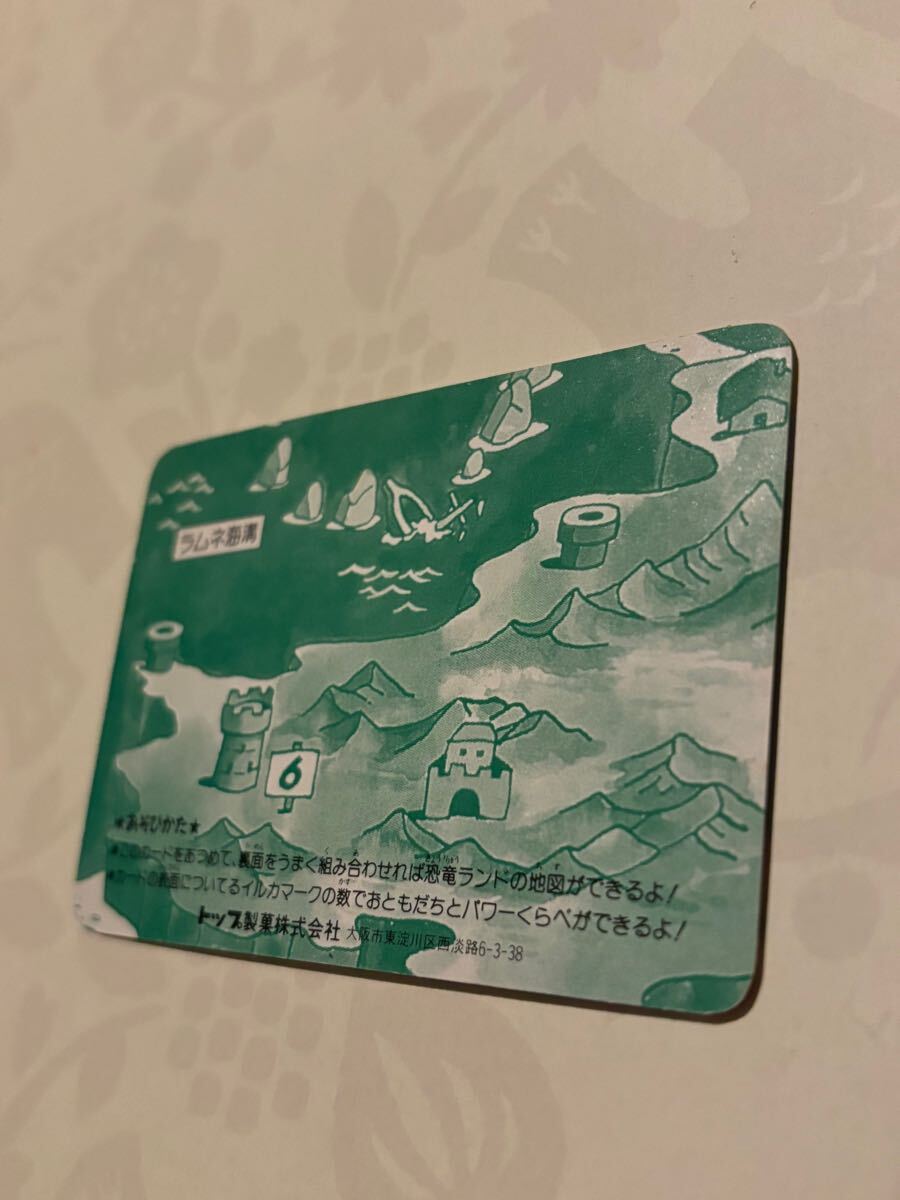 ラムネ海溝
6
★あそびかた★
●このカードをあつめて、裏面をうまく組み合わせれば恐竜ランドの地図ができるよ!
●カードの表面についてるイルカマークの数でおともだちとパワーくらべができるよ!
トップ製菓株式会社 大阪市東淀川区西淡路6-3-38